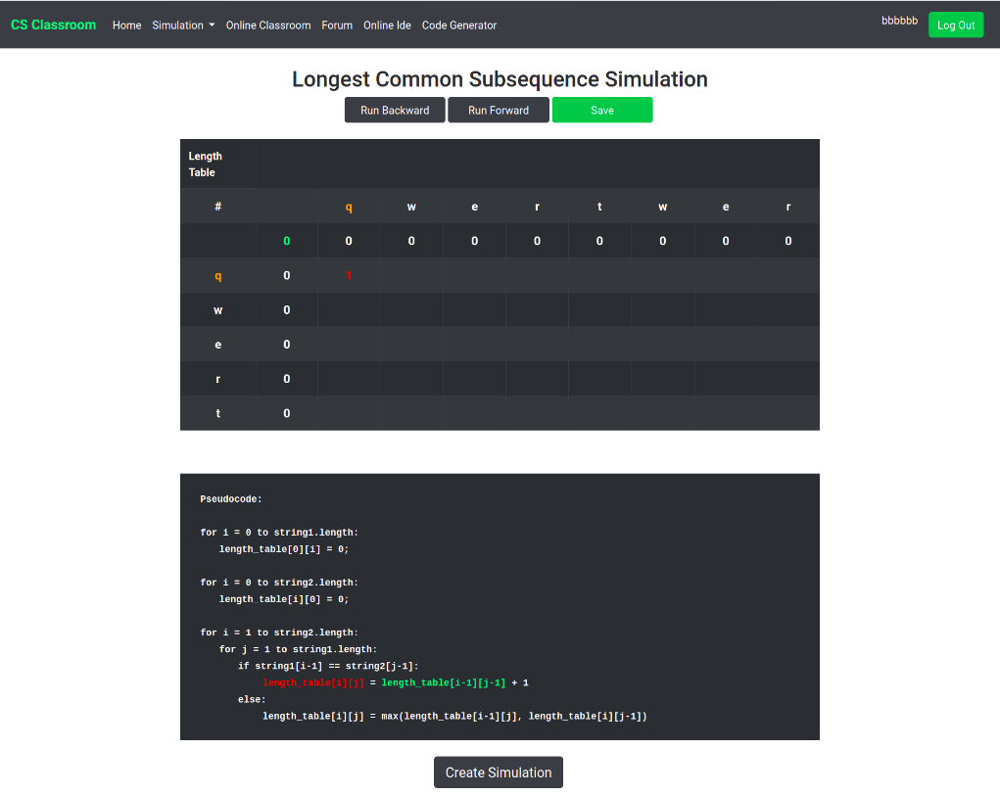 CS Classroom Home Simulation Online Classroom Forum Online Ide Code Generator bbbbbb Log Out
Longest Common Subsequence Simulation
Run Backward Run Forward Save
Length
Table
# q w e r t w e r
0 0 0 0 0 0 0 0 0
q 0 1
w 0
e 0
r 0
t 0
Pseudocode:
for i = 0 to string1.length:
length_table[0][i] = 0;
for i = 0 to string2.length:
length_table[i][0] = 0;
for i = 1 to string2.length:
for j = 1 to string1.length:
if string1[i-1] == string2[j-1]:
length_table[i][j] = length_table[i-1][j-1] + 1
else:
length_table[i][j] = max(length_table[i-1][j], length_table[i][j-1])
Create Simulation